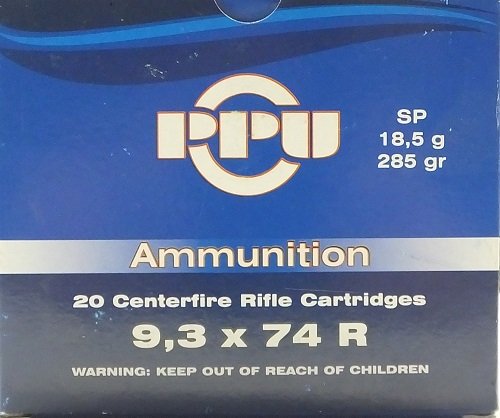 PPU
SP
18,5 g
285 gr
Ammunition
20 Centerfire Rifle Cartridges
9,3 x 74 R
WARNING: KEEP OUT OF REACH OF CHILDREN